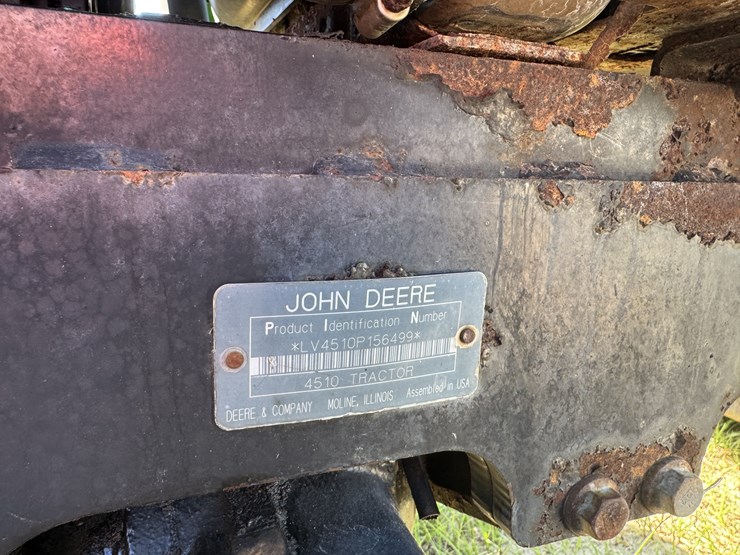 JOHN DEERE
Product Identification Number
*LV4510P156499*
4510 TRACTOR
DEERE & COMPANY MOLINE, ILLINOIS Assembled in USA